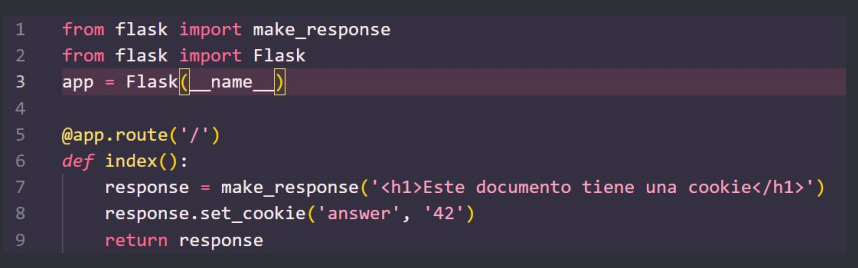 1 from flask import make_response
2 from flask import Flask
3 app = Flask(__name__)
4
5 @app.route('/')
6 def index():
7     response = make_response('<h1>Este documento tiene una cookie</h1>')
8     response.set_cookie('answer', '42')
9     return response